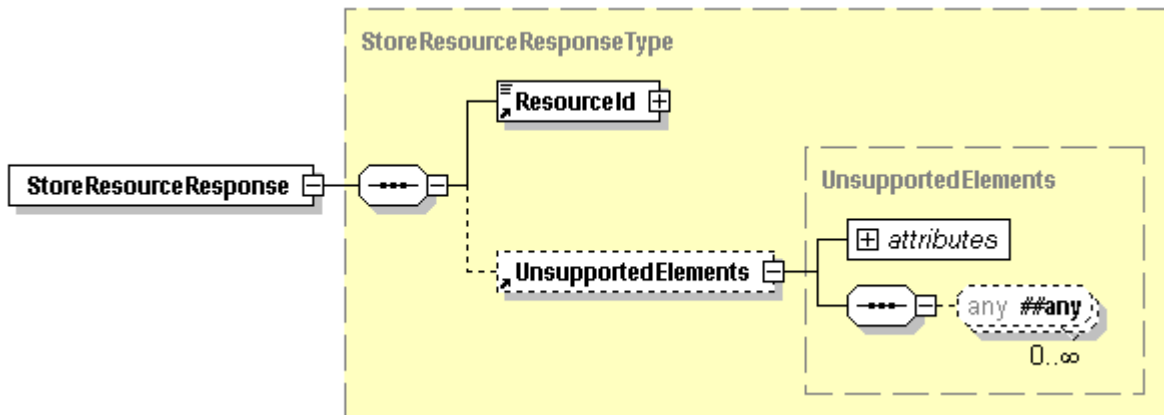 StoreResourceResponseType
ResourceId
StoreResourceResponse
UnsupportedElements
attributes
UnsupportedElements
any ##any
0..∞